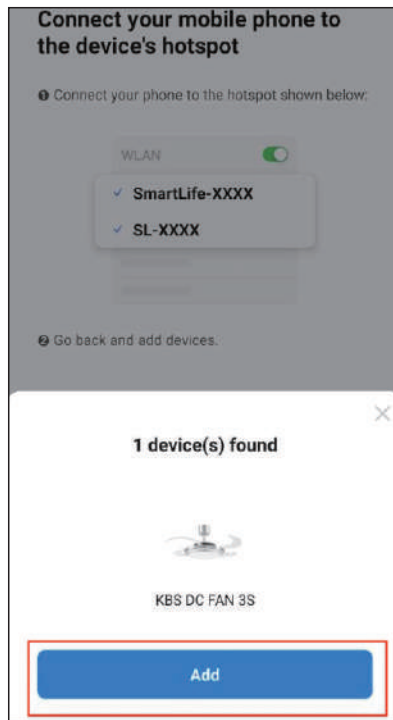 Connect your mobile phone to
the device's hotspot
❶ Connect your phone to the hotspot shown below:
WLAN
SmartLife-XXXX
SL-XXXX
❷ Go back and add devices.
1 device(s) found
KBS DC FAN 3S
Add